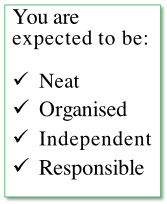 You are
expected to be:
✓ Neat
✓ Organised
✓ Independent
✓ Responsible